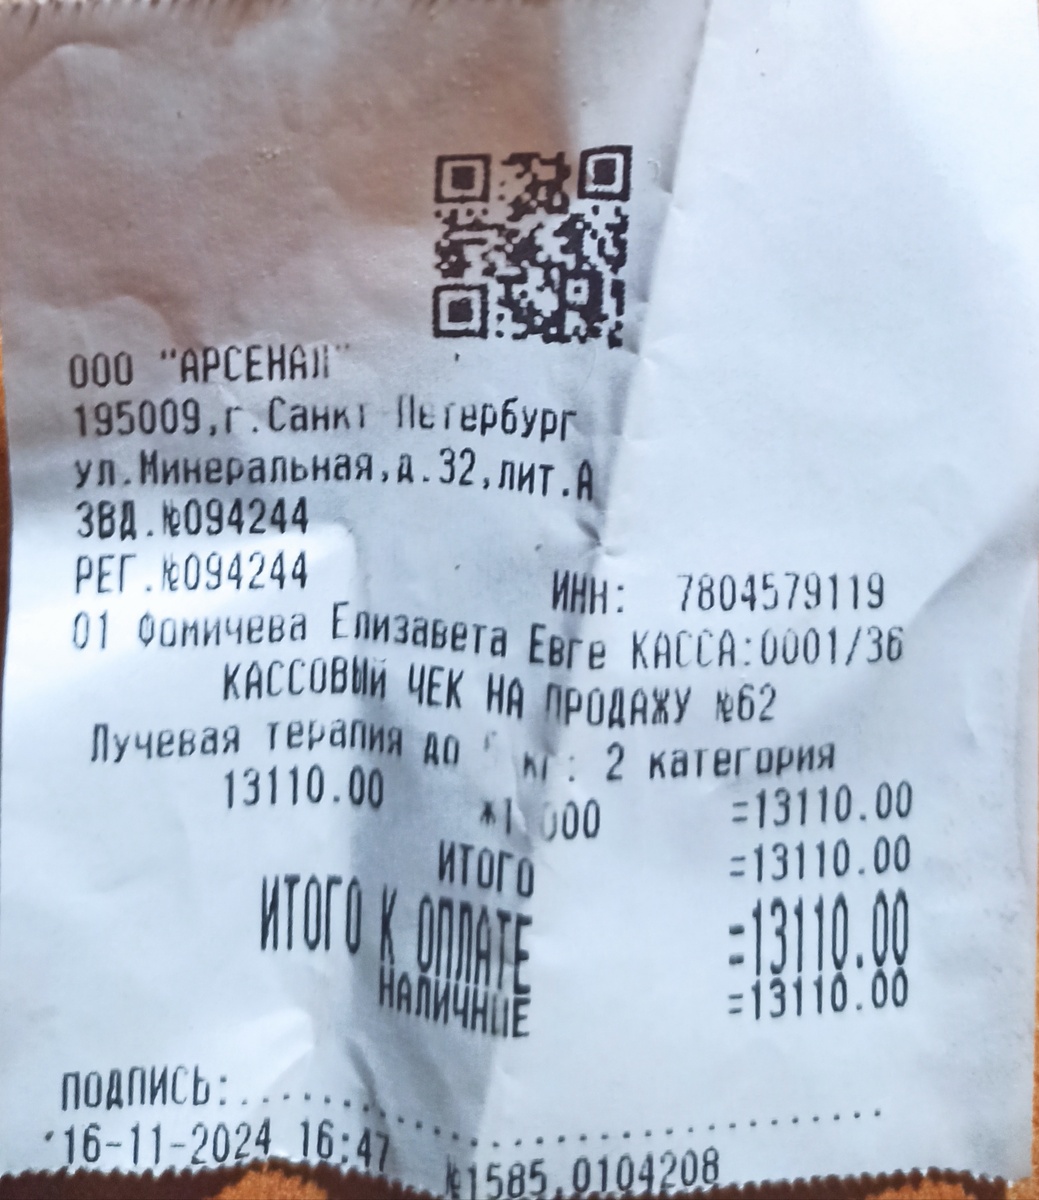 ООО "АРСЕНАЛ"
195009,г.Санкт Петербург
ул.Минеральная,д.32,лит.А
ЗВД.№094244
РЕГ.№094244
ИНН: 7804579119
01 Фомичева Елизавета Евге КАССА:0001/36
КАССОВЫЙ ЧЕК НА ПРОДАЖУ №62
Лучевая терапия до кг: 2 категория
13110.00 =13110.00
ИТОГО =13110.00
ИТОГО К ОПЛАТЕ =13110.00
НАЛИЧНЫЕ =13110.00
ПОДПИСЬ:...............................
16-11-2024 16:47
№1585.0104208